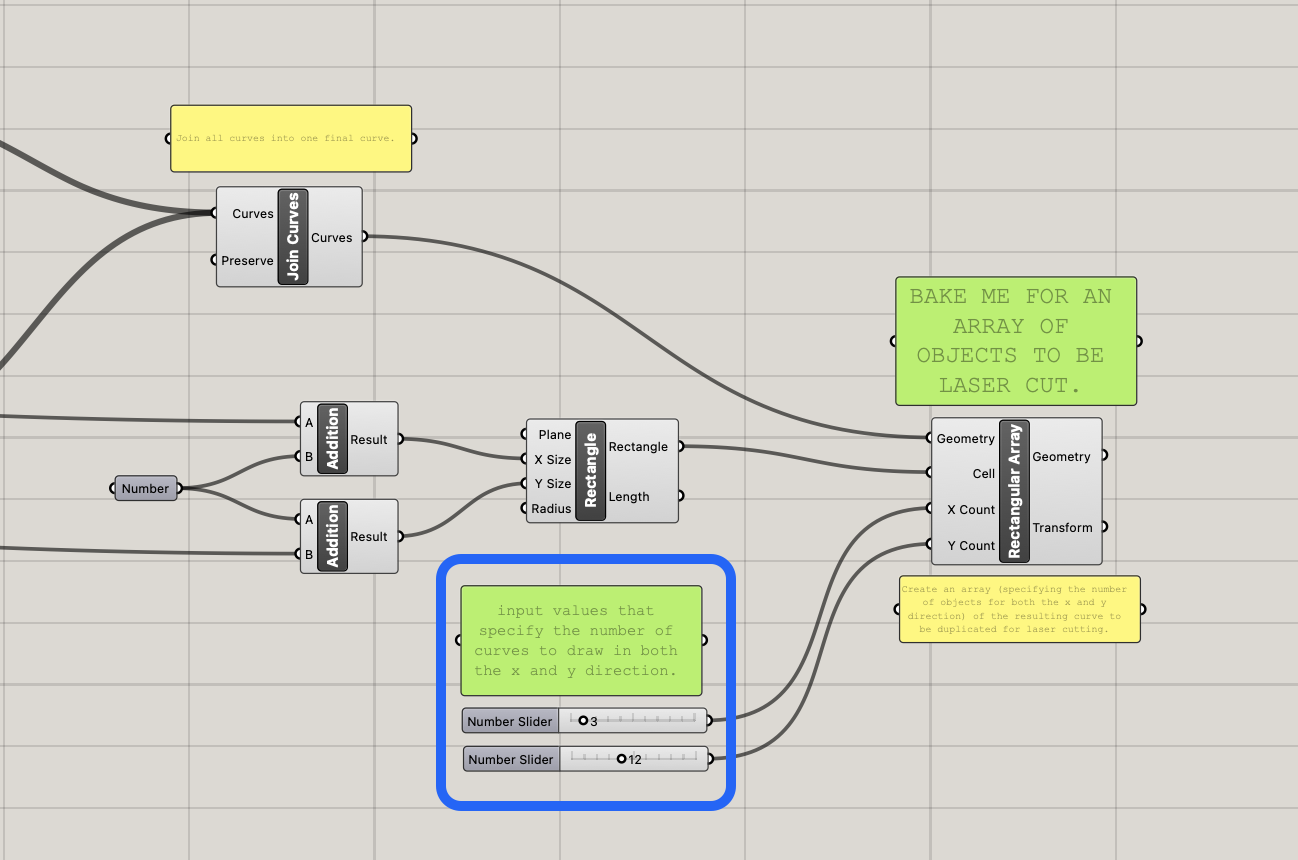 Join all curves into one final curve.
Curves
Preserve
Join Curves
Curves
BAKE ME FOR AN
ARRAY OF
OBJECTS TO BE
LASER CUT.
A
B
Addition
Result
Number
A
B
Addition
Result
Plane
X Size
Y Size
Radius
Rectangle
Rectangle
Length
Geometry
Cell
X Count
Y Count
Rectangular Array
Geometry
Transform
Create an array (specifying the number
of objects for both the x and y
direction) of the resulting curve to
be duplicated for laser cutting.
input values that
specify the number of
curves to draw in both
the x and y direction.
Number Slider 3
Number Slider 12